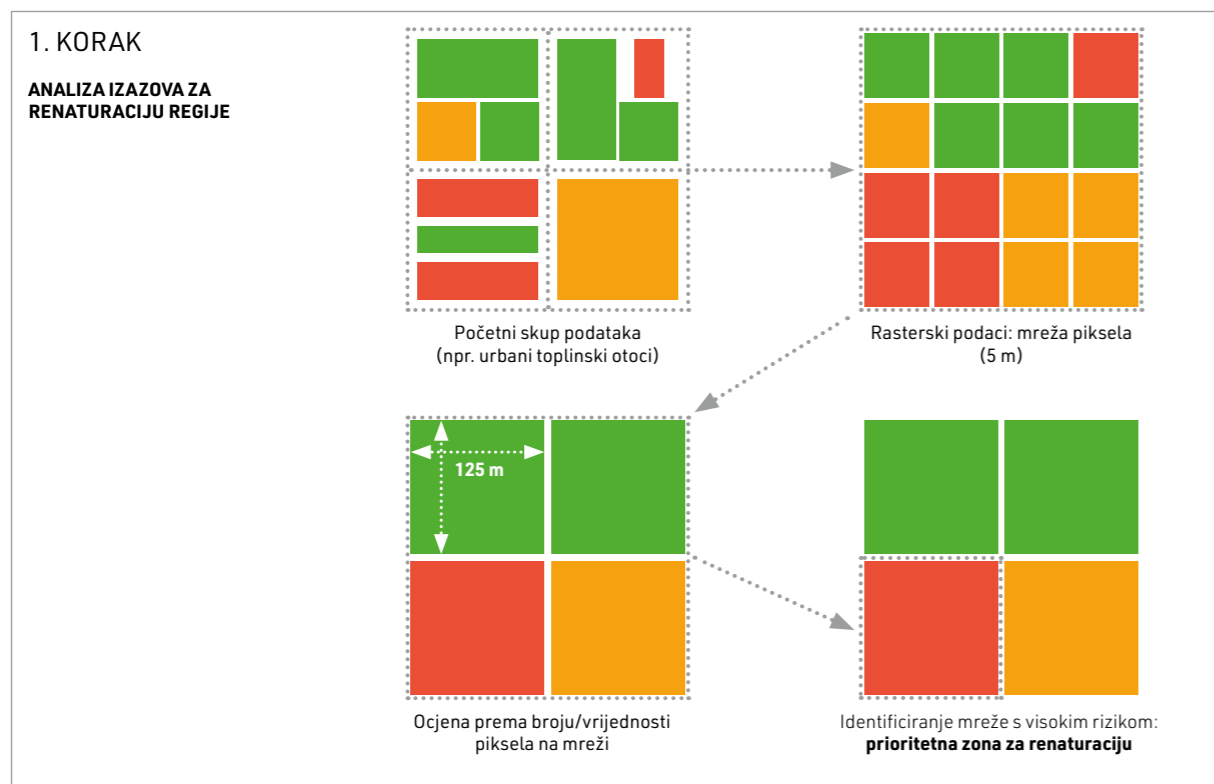 1. KORAK
ANALIZA IZAZOVA ZA
RENATURACIJU REGIJE
Početni skup podataka
(npr. urbani toplinski otoci)
Rasterski podaci: mreža piksela
(5 m)
125 m
Ocjena prema broju/vrijednosti
piksela na mreži
Identificiranje mreže s visokim rizikom:
prioritetna zona za renaturaciju